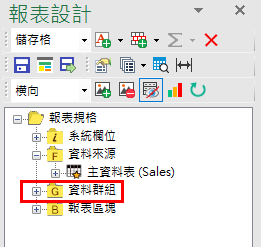 報表設計
儲存格
橫向
報表規格
系統欄位
資料來源
主資料表 (Sales)
資料群組
報表區塊